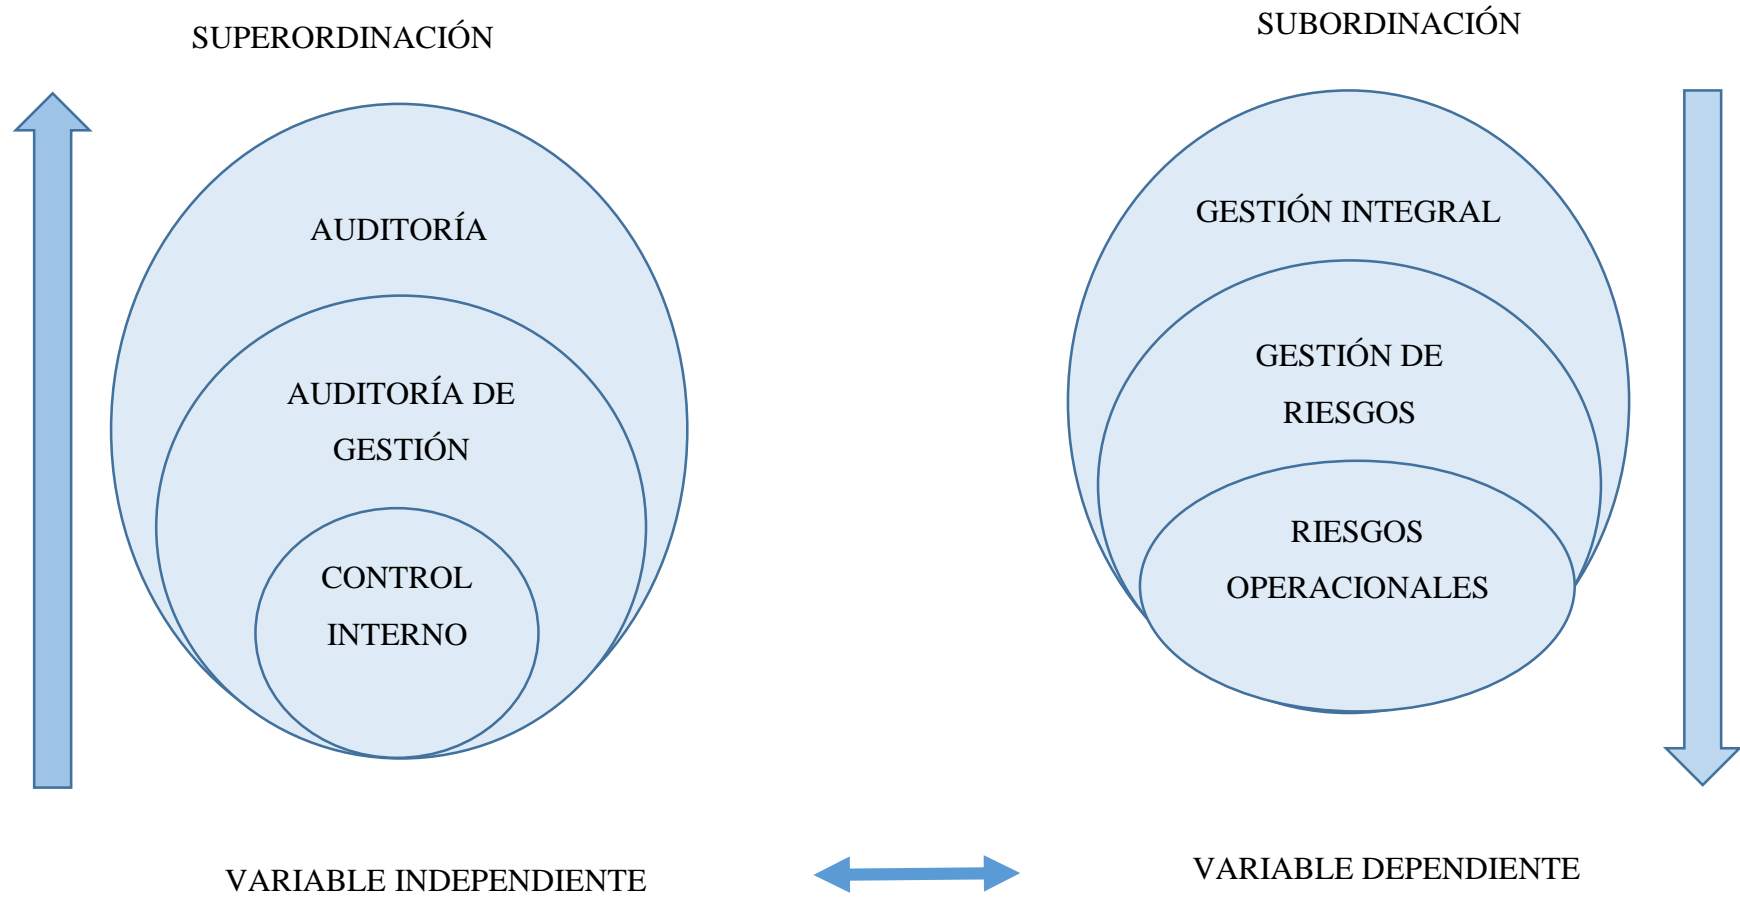 SUPERORDINACIÓN
AUDITORÍA
AUDITORÍA DE
GESTIÓN
CONTROL
INTERNO
VARIABLE INDEPENDIENTE
SUBORDINACIÓN
GESTIÓN INTEGRAL
GESTIÓN DE
RIESGOS
RIESGOS
OPERACIONALES
VARIABLE DEPENDIENTE